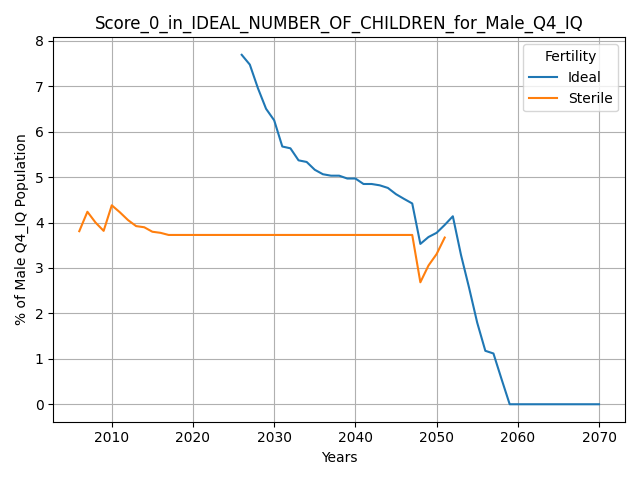 Score_0_in_IDEAL_NUMBER_OF_CHILDREN_for_Male_Q4_IQ
Fertility
Ideal
Sterile
% of Male Q4_IQ Population
8
7
6
5
4
3
2
1
0
2010 2020 2030 2040 2050 2060 2070
Years